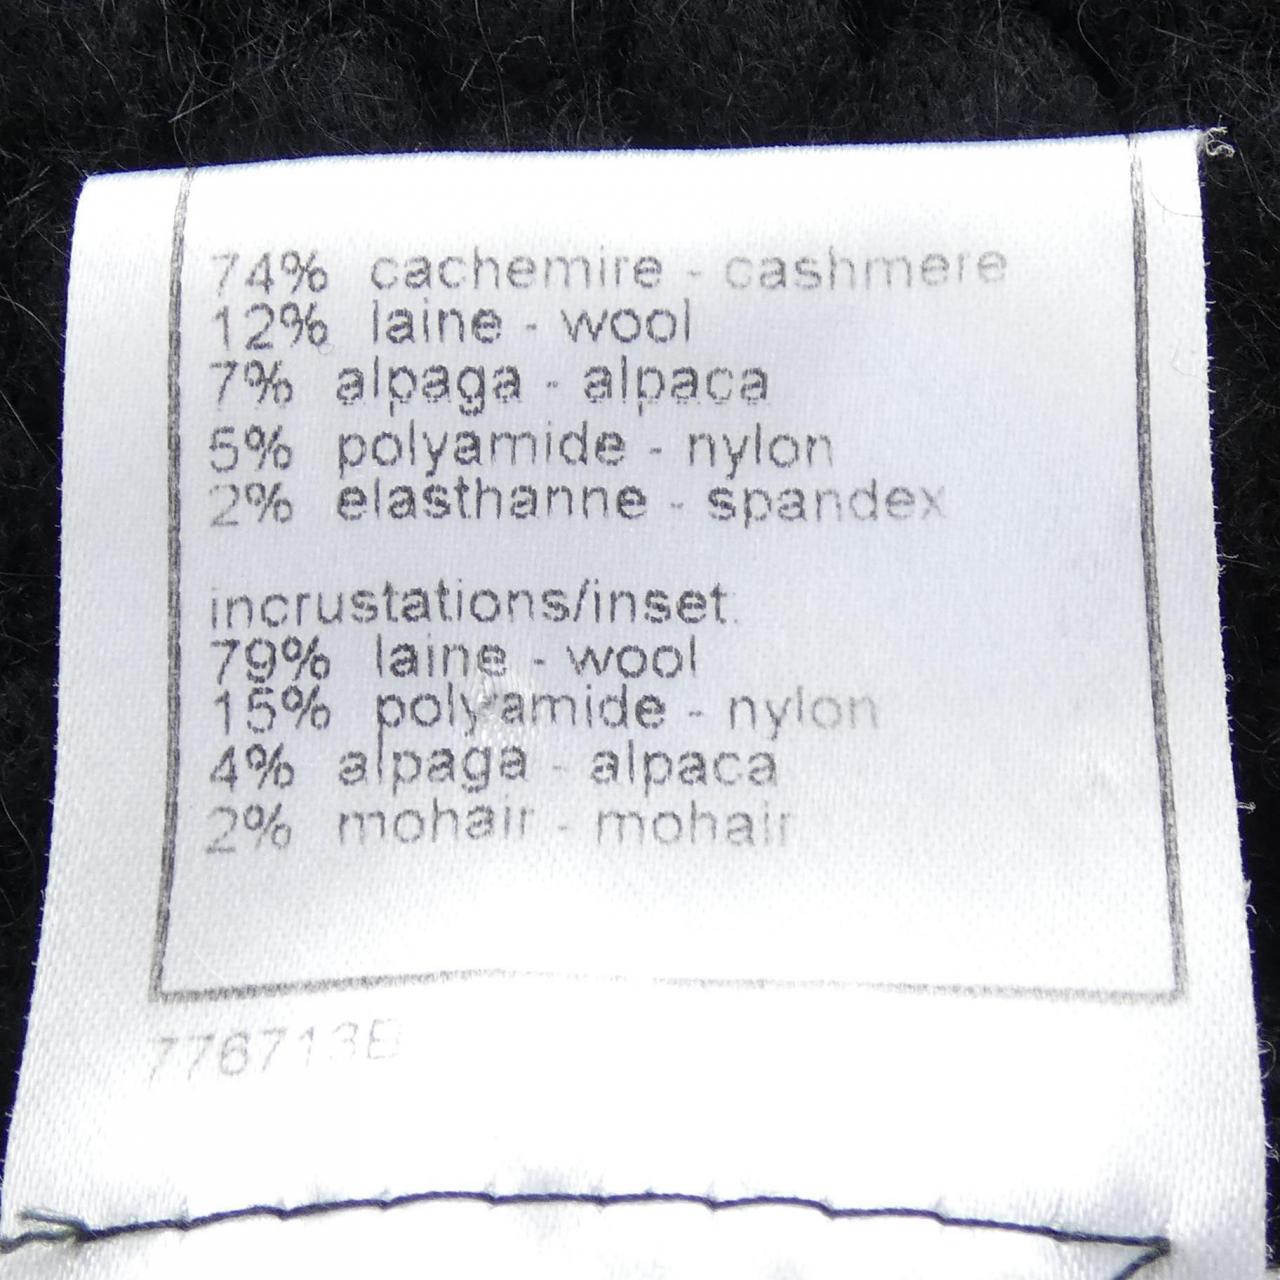 74% cachemire - cashmere
12% laine - wool
7% alpaga - alpaca
5% polyamide - nylon
2% elasthanne - spandex
incrustations/inset:
79% laine - wool
15% polyamide - nylon
4% alpaga - alpaca
2% mohair - mohair
776713B